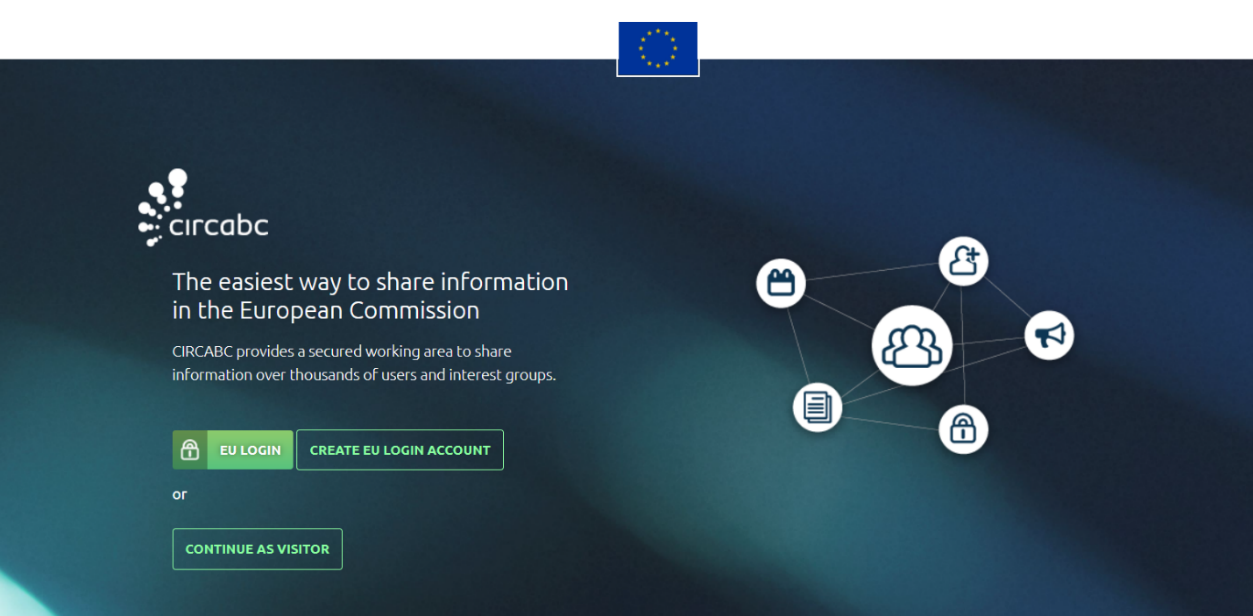 circabc
The easiest way to share information
in the European Commission
CIRCABC provides a secured working area to share
information over thousands of users and interest groups.
EU LOGIN
CREATE EU LOGIN ACCOUNT
or
CONTINUE AS VISITOR